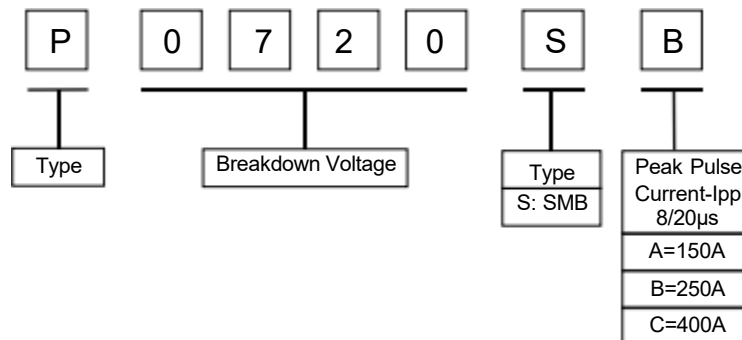 P 0 7 2 0 S B
Type
Breakdown Voltage
Type
S: SMB
Peak Pulse
Current-Ipp
8/20µs
A=150A
B=250A
C=400A